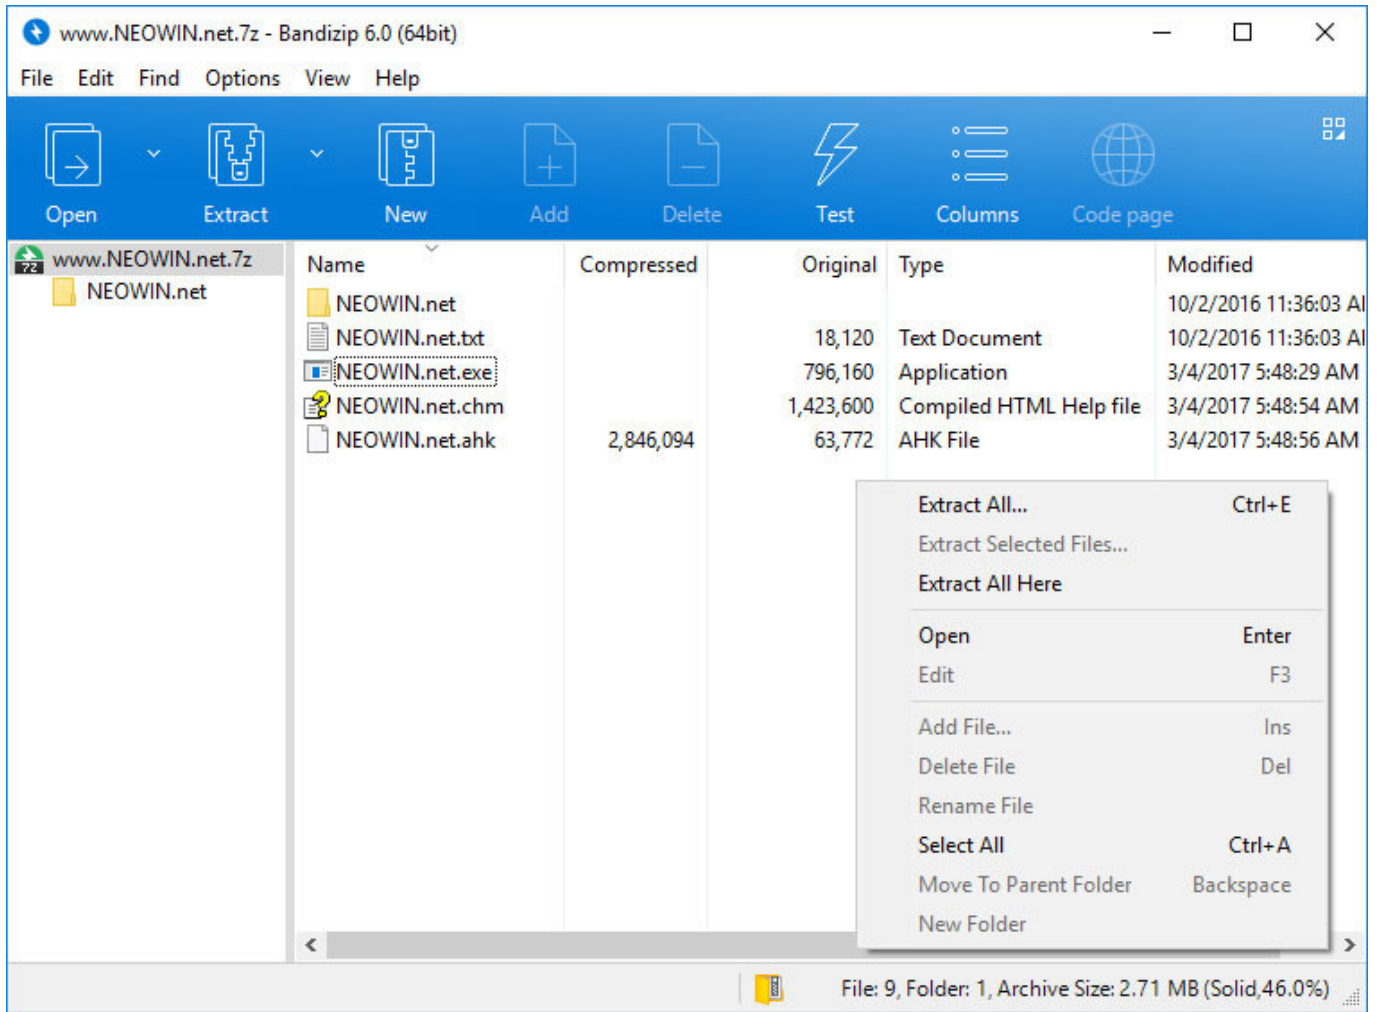 www.NEOWIN.net.7z - Bandizip 6.0 (64bit)
File Edit Find Options View Help
Open Extract New Add Delete Test Columns Code page
www.NEOWIN.net.7z
72
NEOWIN.net
Name Compressed Original Type Modified
NEOWIN.net 10/2/2016 11:36:03 Al
NEOWIN.net.txt 18,120 Text Document 10/2/2016 11:36:03 Al
NEOWIN.net.exe 796,160 Application 3/4/2017 5:48:29 AM
NEOWIN.net.chm 1,423,600 Compiled HTML Help file 3/4/2017 5:48:54 AM
NEOWIN.net.ahk 2,846,094 63,772 AHK File 3/4/2017 5:48:56 AM
Extract All... Ctrl+E
Extract Selected Files...
Extract All Here
Open Enter
Edit F3
Add File... Ins
Delete File Del
Rename File
Select All Ctrl+A
Move To Parent Folder Backspace
New Folder
File: 9, Folder: 1, Archive Size: 2.71 MB (Solid,46.0%)